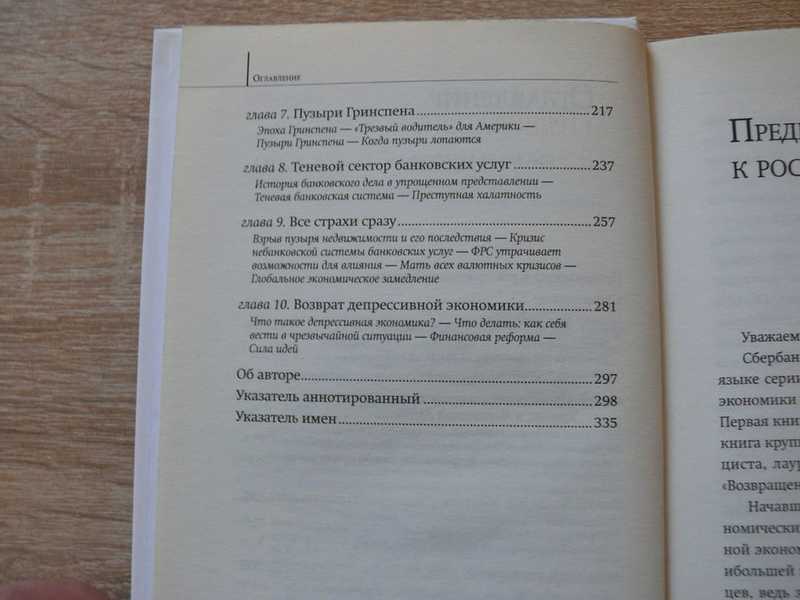 Оглавление
глава 7. Пузыри Гринспена 217
Эпоха Гринспена — «Трезвый водитель» для Америки —
Пузыри Гринспена — Когда пузыри лопаются
глава 8. Теневой сектор банковских услуг 237
История банковского дела в упрощенном представлении —
Теневая банковская система — Преступная халатность
глава 9. Все страхи сразу 257
Взрыв пузыря недвижимости и его последствия — Кризис
небанковской системы банковских услуг — ФРС утрачивает
возможности для влияния — Мать всех валютных кризисов —
Глобальное экономическое замедление
глава 10. Возврат депрессивной экономики 281
Что такое депрессивная экономика? — Что делать: как себя
вести в чрезвычайной ситуации — Финансовая реформа —
Сила идей
Об авторе 297
Указатель аннотированный 298
Указатель имен 335
Пред
к рос
Уважаем
Сбербан
языке сери
экономики
Первая кни
книга круп
циста, лау
«Возвращен
Начавш
номически
ной эконом
ибольшей
цев, ведь з